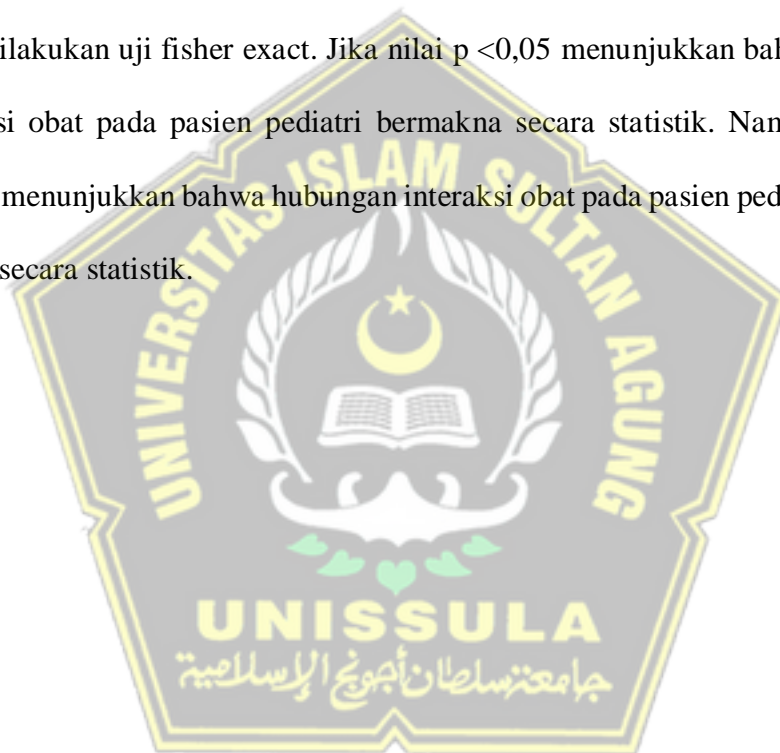 ilakukan uji fisher exact. Jika nilai p <0,05 menunjukkan bah
si obat pada pasien pediatri bermakna secara statistik. Nan
menunjukkan bahwa hubungan interaksi obat pada pasien ped
secara statistik.
UNIVERSITAS ISLAM SULTAN AGUNG
UNISSULA
جامعة سلطان أجونج الإسلامية